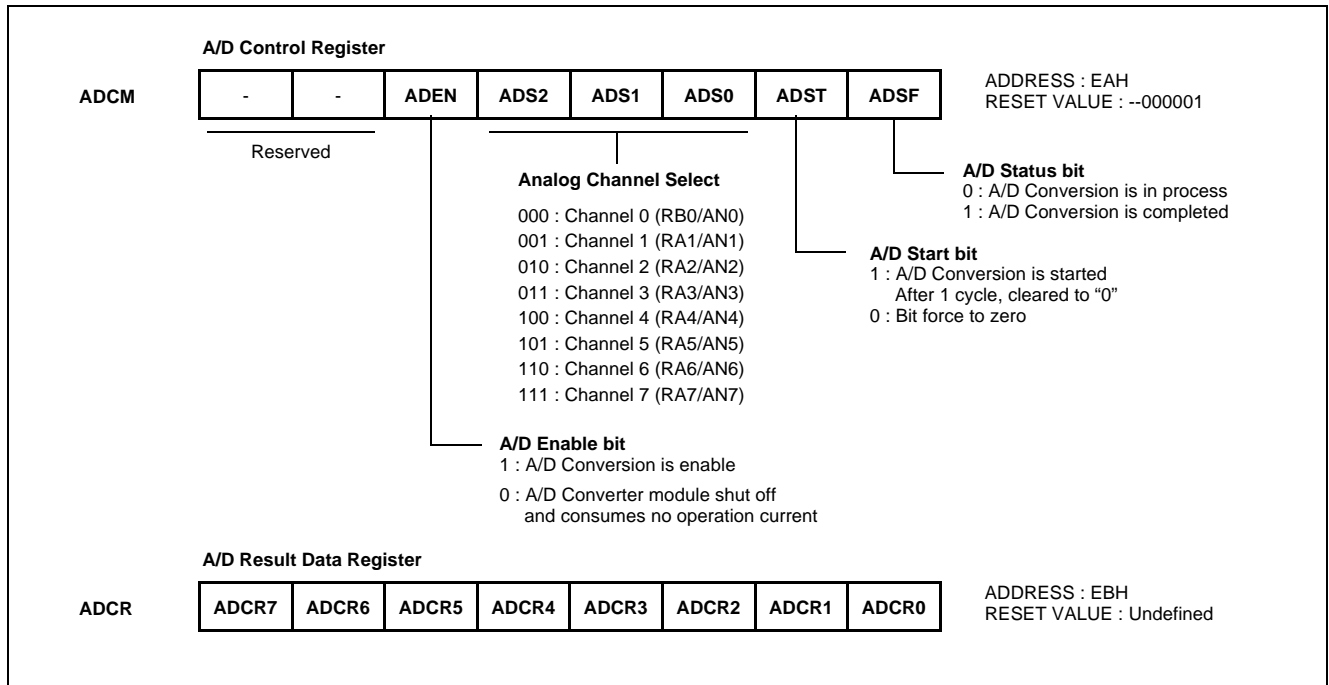 A/D Control Register
ADCM - - ADEN ADS2 ADS1 ADS0 ADST ADSF
ADDRESS : EAH
RESET VALUE : --000001
Reserved
Analog Channel Select
000 : Channel 0 (RB0/AN0)
001 : Channel 1 (RA1/AN1)
010 : Channel 2 (RA2/AN2)
011 : Channel 3 (RA3/AN3)
100 : Channel 4 (RA4/AN4)
101 : Channel 5 (RA5/AN5)
110 : Channel 6 (RA6/AN6)
111 : Channel 7 (RA7/AN7)
A/D Status bit
0 : A/D Conversion is in process
1 : A/D Conversion is completed
A/D Start bit
1 : A/D Conversion is started
After 1 cycle, cleared to “0”
0 : Bit force to zero
A/D Enable bit
1 : A/D Conversion is enable
0 : A/D Converter module shut off
and consumes no operation current
A/D Result Data Register
ADCR ADCR7 ADCR6 ADCR5 ADCR4 ADCR3 ADCR2 ADCR1 ADCR0
ADDRESS : EBH
RESET VALUE : Undefined